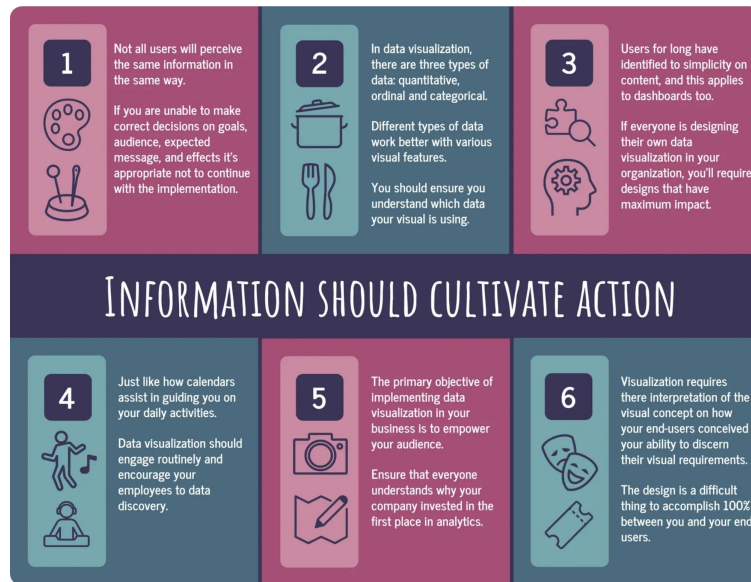 1
Not all users will perceive
the same information in
the same way.
If you are unable to make
correct decisions on goals,
audience, expected
message, and effects it's
appropriate not to continue
with the implementation.
2
In data visualization,
there are three types of
data: quantitative,
ordinal and categorical.
Different types of data
work better with various
visual features.
You should ensure you
understand which data
your visual is using.
3
Users for long have
identified to simplicity on
content, and this applies
to dashboards too.
If everyone is designing
their own data
visualization in your
organization, you'll require
designs that have
maximum impact.
INFORMATION SHOULD CULTIVATE ACTION
4
Just like how calendars
assist in guiding you on
your daily activities.
Data visualization should
engage routinely and
encourage your
employees to data
discovery.
5
The primary objective of
implementing data
visualization in your
business is to empower
your audience.
Ensure that everyone
understands why your
company invested in the
first place in analytics.
6
Visualization requires
there interpretation of the
visual concept on how
your end-users conceived
your ability to discern
their visual requirements.
The design is a difficult
thing to accomplish 100%
between you and your end
users.